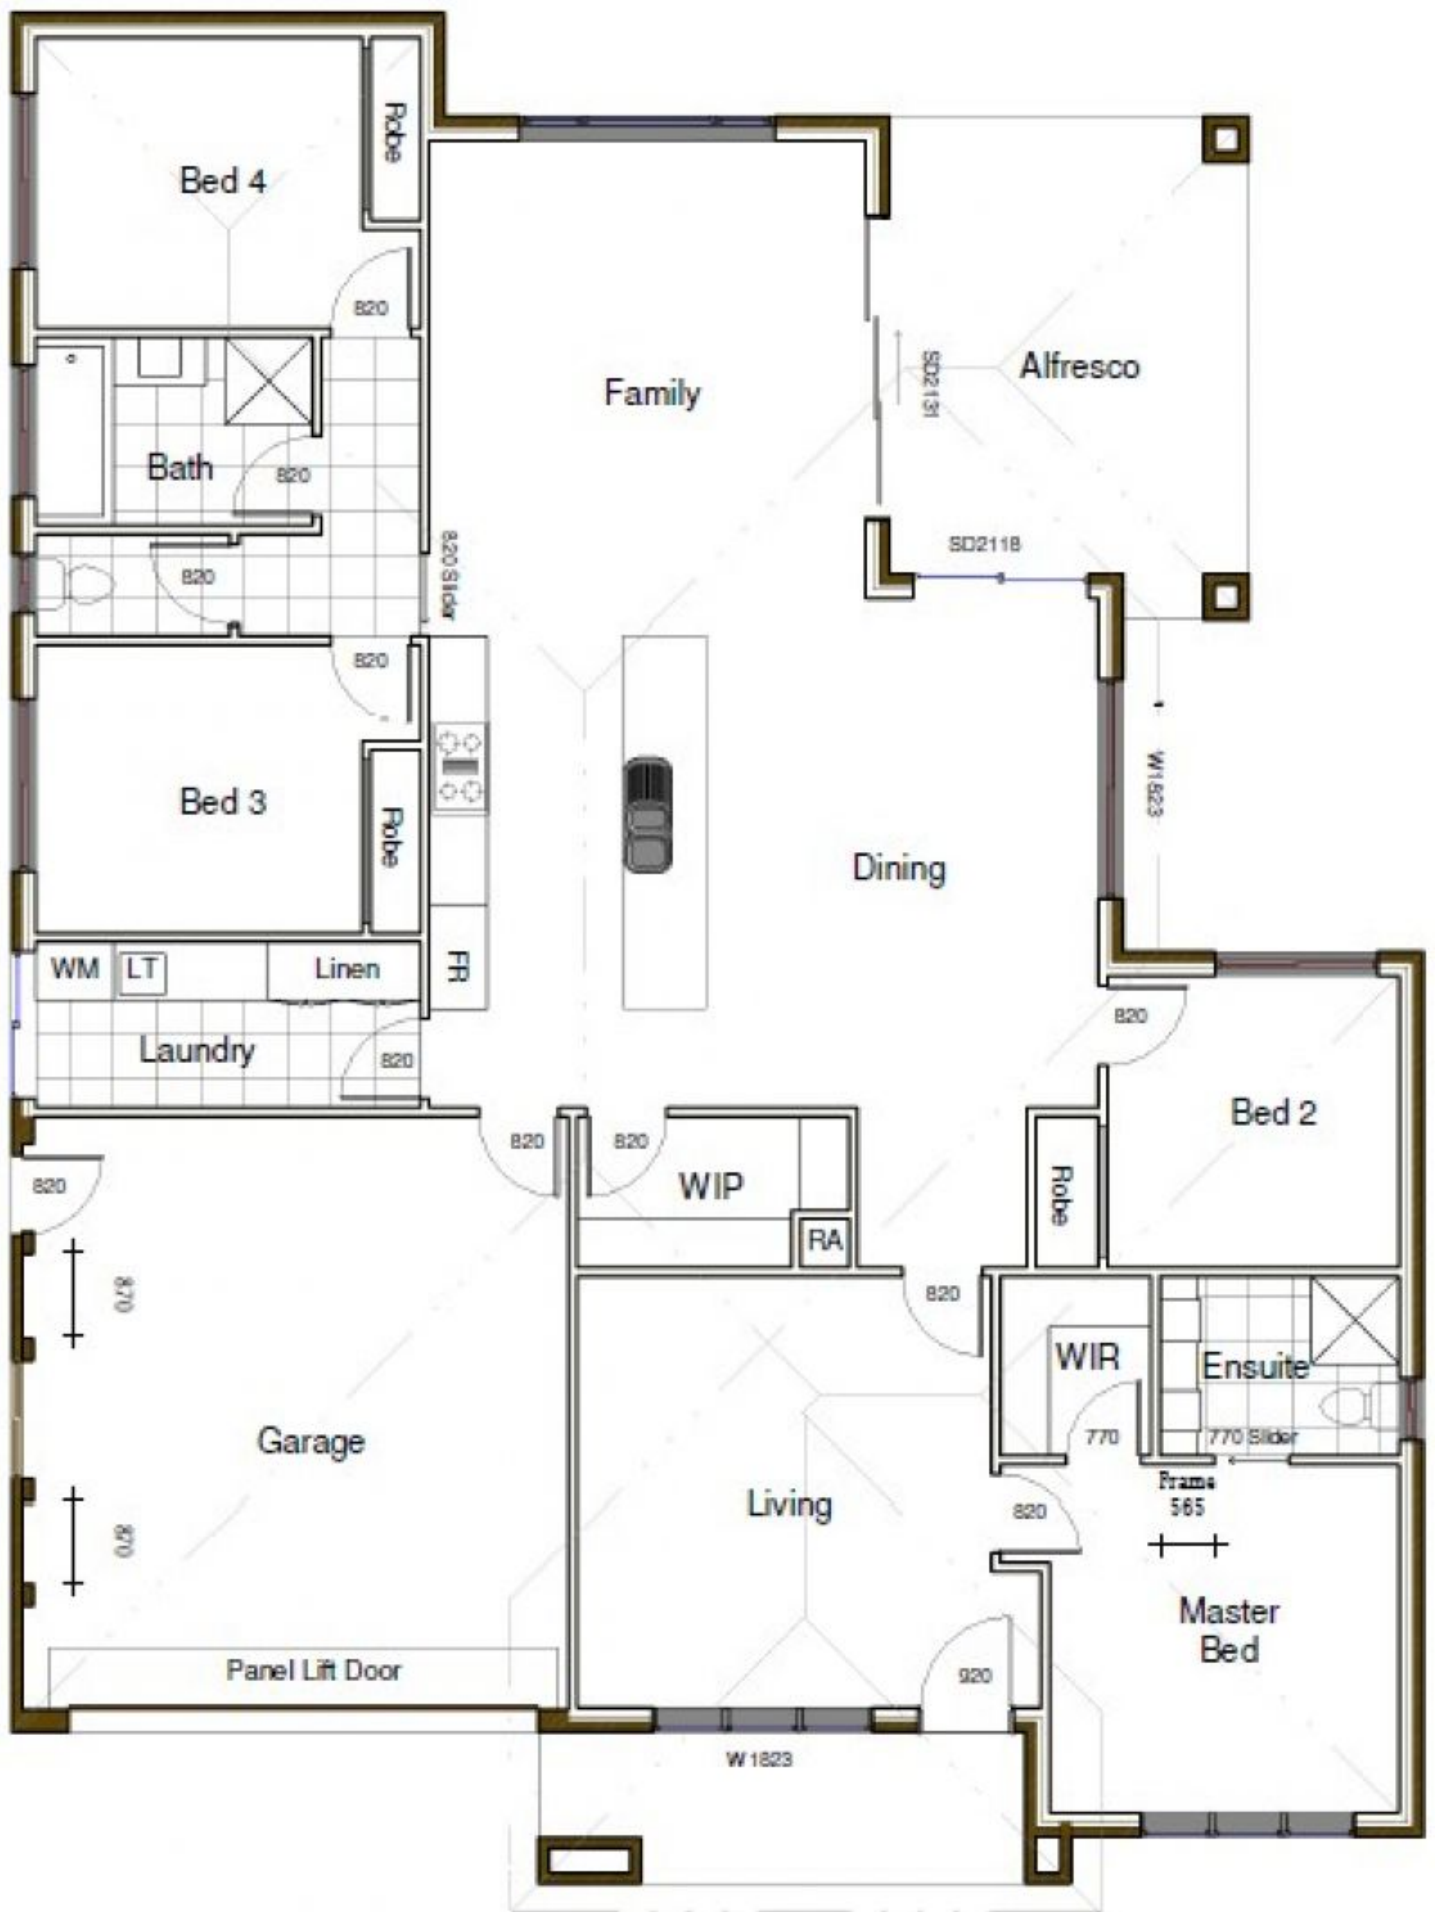 Robe
Bed 4
820
Family
SD2131
Alfresco
Bath
820
820 Slider
SD2118
820
820
W1823
Bed 3
Robe
Dining
WM
LT
Linen
FR
820
Laundry
820
Bed 2
820
820
WIP
820
Robe
RA
870
820
WIR
Ensuite
770
770 Slider
Garage
Frame
565
Living
820
870
Master
Bed
Panel Lift Door
920
W1823